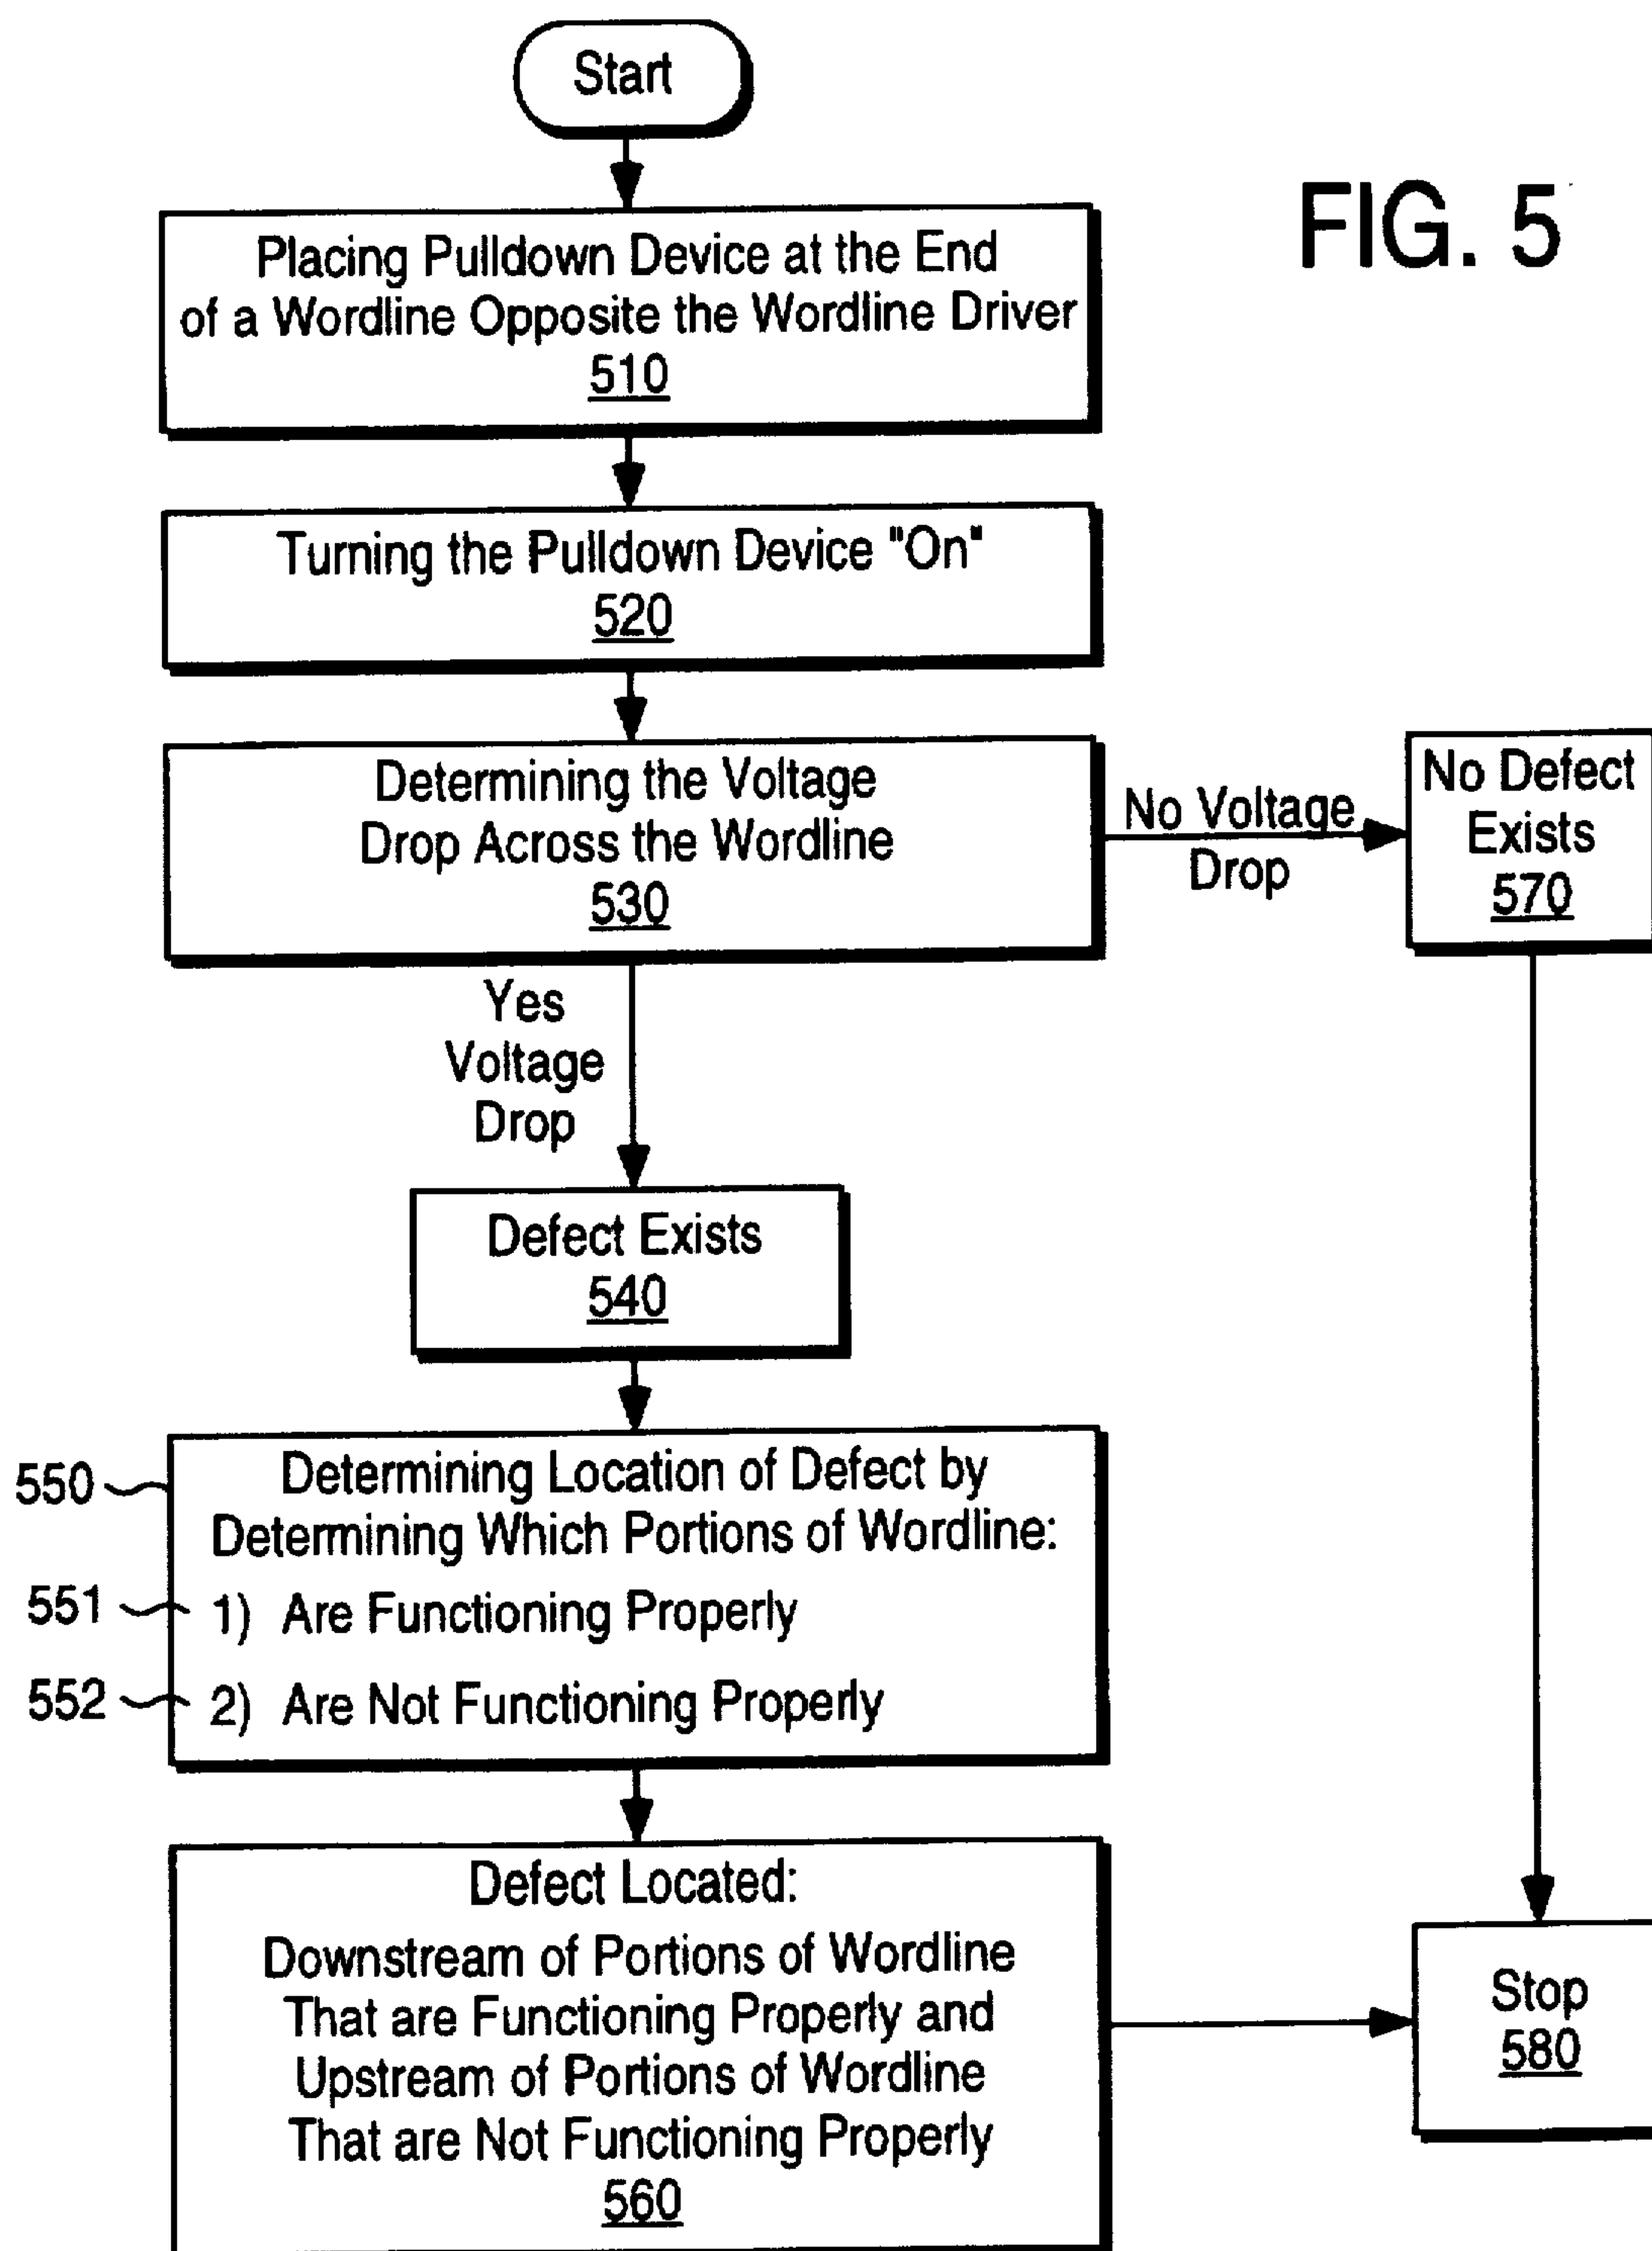 Start
FIG. 5
Placing Pulldown Device at the End
of a Wordline Opposite the Wordline Driver
510
Turning the Pulldown Device "On"
520
Determining the Voltage
Drop Across the Wordline
530
No Voltage
Drop
No Defect
Exists
570
Yes
Voltage
Drop
Defect Exists
540
550
Determining Location of Defect by
Determining Which Portions of Wordline:
551
1) Are Functioning Properly
552
2) Are Not Functioning Properly
Defect Located:
Downstream of Portions of Wordline
That are Functioning Properly and
Upstream of Portions of Wordline
That are Not Functioning Properly
560
Stop
580